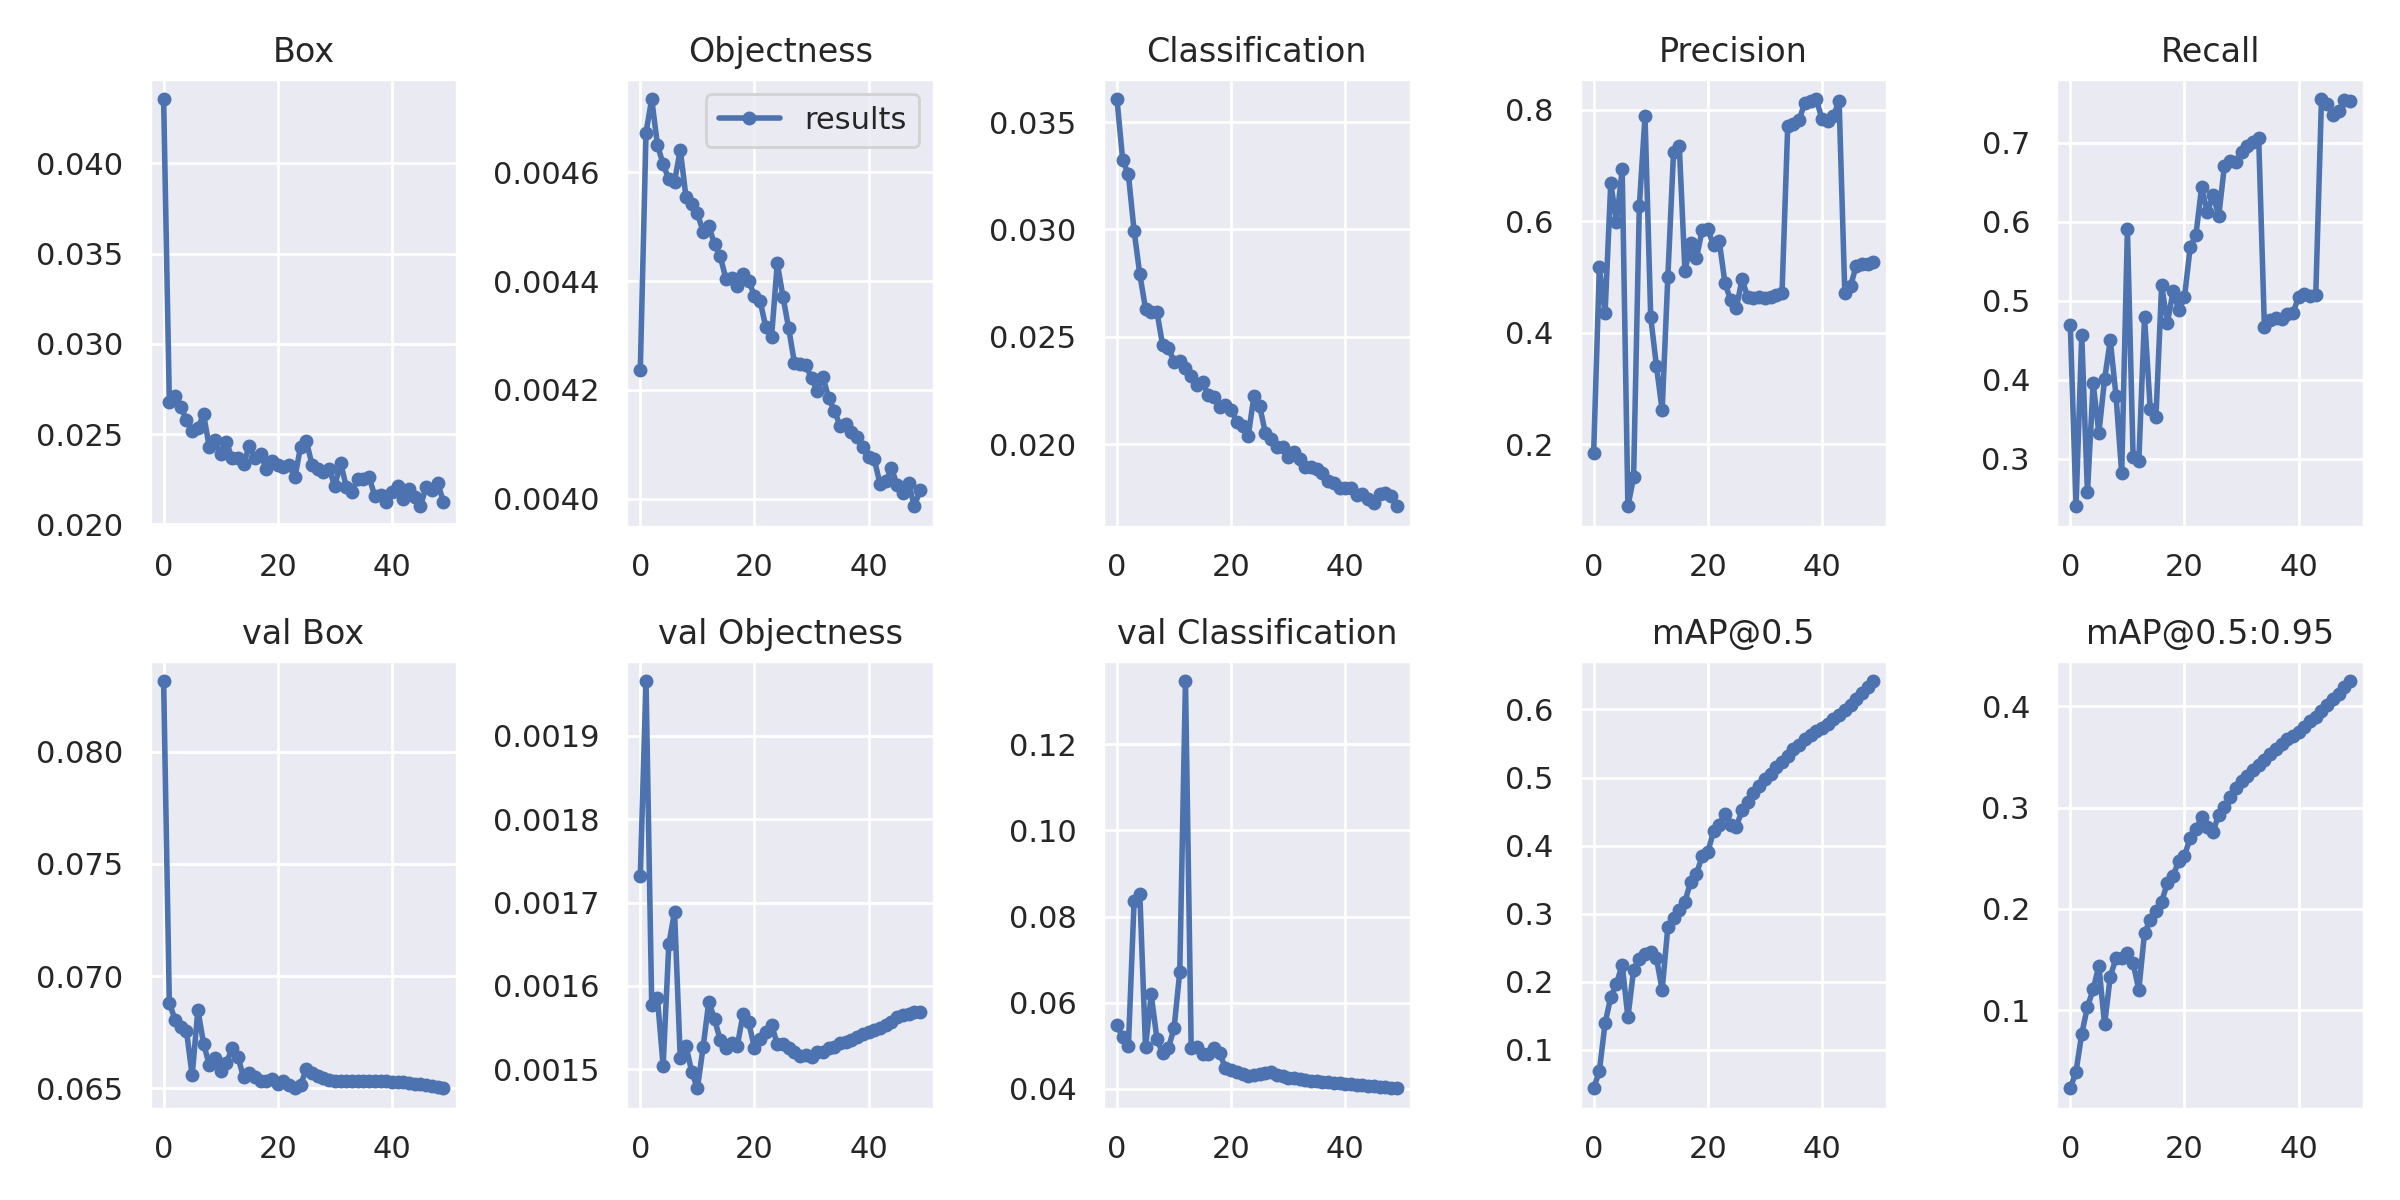 Box
Objectness
Classification
Precision
Recall
results
0.040
0.035
0.030
0.025
0.020
0 20 40
0.0046
0.0044
0.0042
0.0040
0 20 40
0.035
0.030
0.025
0.020
0 20 40
0.8
0.6
0.4
0.2
0 20 40
0.7
0.6
0.5
0.4
0.3
0 20 40
val Box
val Objectness
val Classification
mAP@0.5
mAP@0.5:0.95
0.080
0.075
0.070
0.065
0 20 40
0.0019
0.0018
0.0017
0.0016
0.0015
0 20 40
0.12
0.10
0.08
0.06
0.04
0 20 40
0.6
0.5
0.4
0.3
0.2
0.1
0 20 40
0.4
0.3
0.2
0.1
0 20 40